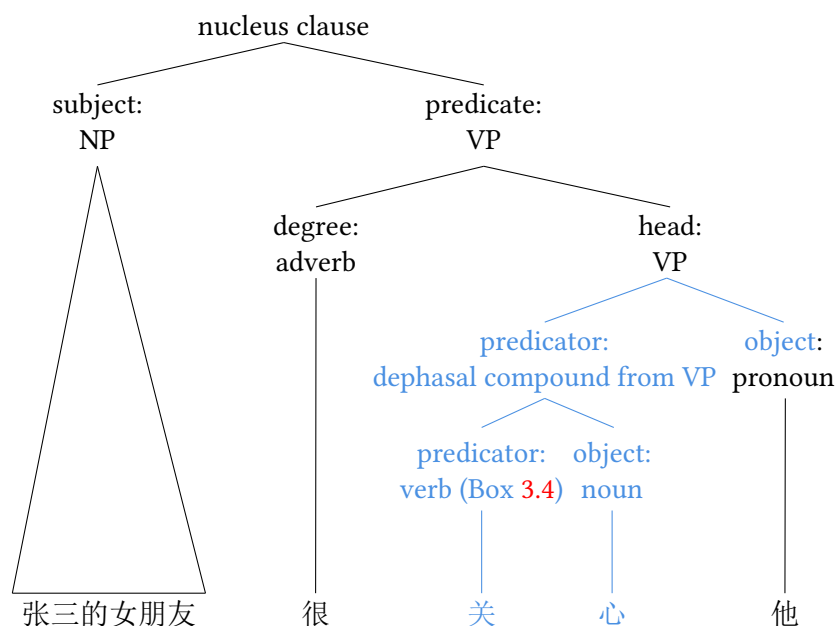 nucleus clause
subject:
NP
predicate:
VP
degree:
adverb
head:
VP
predicator:
dephasal compound from VP
object:
pronoun
predicator:
verb (Box 3.4)
object:
noun
张三的女朋友 很 关 心 他